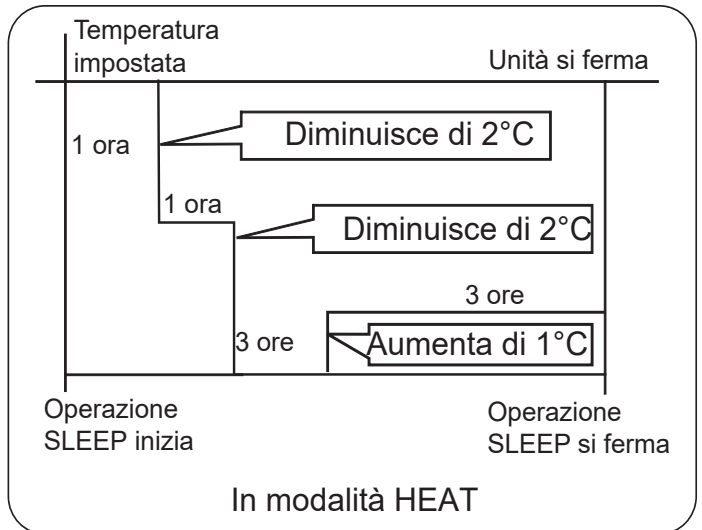 Temperatura
impostata
Unità si ferma
1 ora
Diminuisce di 2°C
1 ora
Diminuisce di 2°C
3 ore
3 ore
Aumenta di 1°C
Operazione
SLEEP inizia
Operazione
SLEEP si ferma
In modalità HEAT